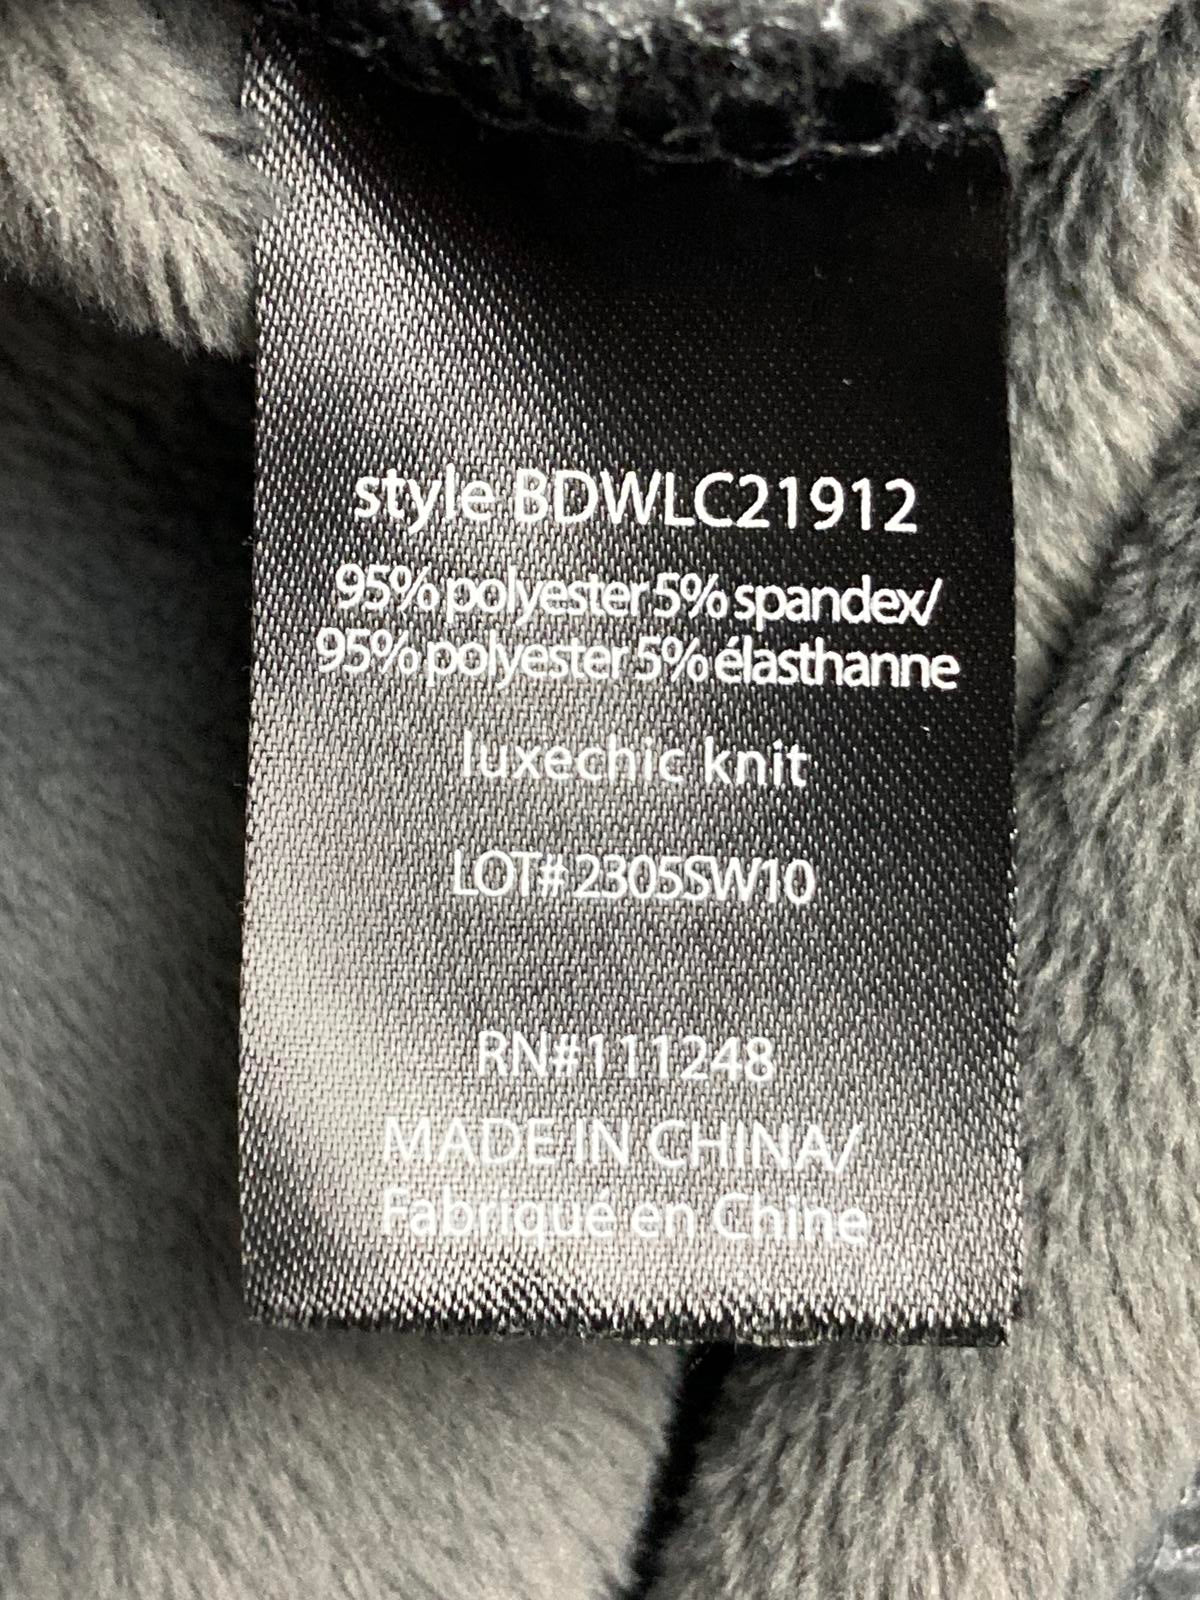 style BDWLC21912
95% polyester 5% spandex/
95% polyester 5% élasthanne
luxechic knit
LOT# 2305SW10
RN#111248
MADE IN CHINA/
Fabriqué en Chine